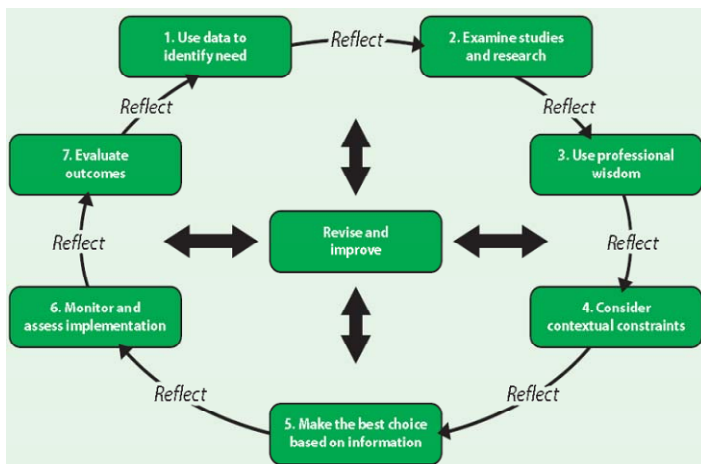 1. Use data to
identify need
Reflect
2. Examine studies
and research
Reflect
3. Use professional
wisdom
Reflect
4. Consider
contextual constraints
Reflect
5. Make the best choice
based on information
Reflect
6. Monitor and
assess implementation
Reflect
7. Evaluate
outcomes
Reflect
Revise and
improve